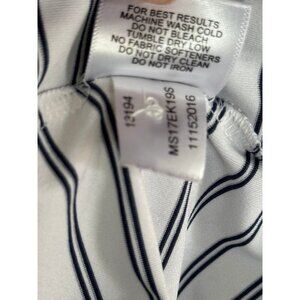 FOR BEST RESULTS
MACHINE WASH COLD
DO NOT BLEACH
TUMBLE DRY LOW
NO FABRIC SOFTENERS
DO NOT DRY CLEAN
DO NOT IRON
13194
MS17EK19S
11152016